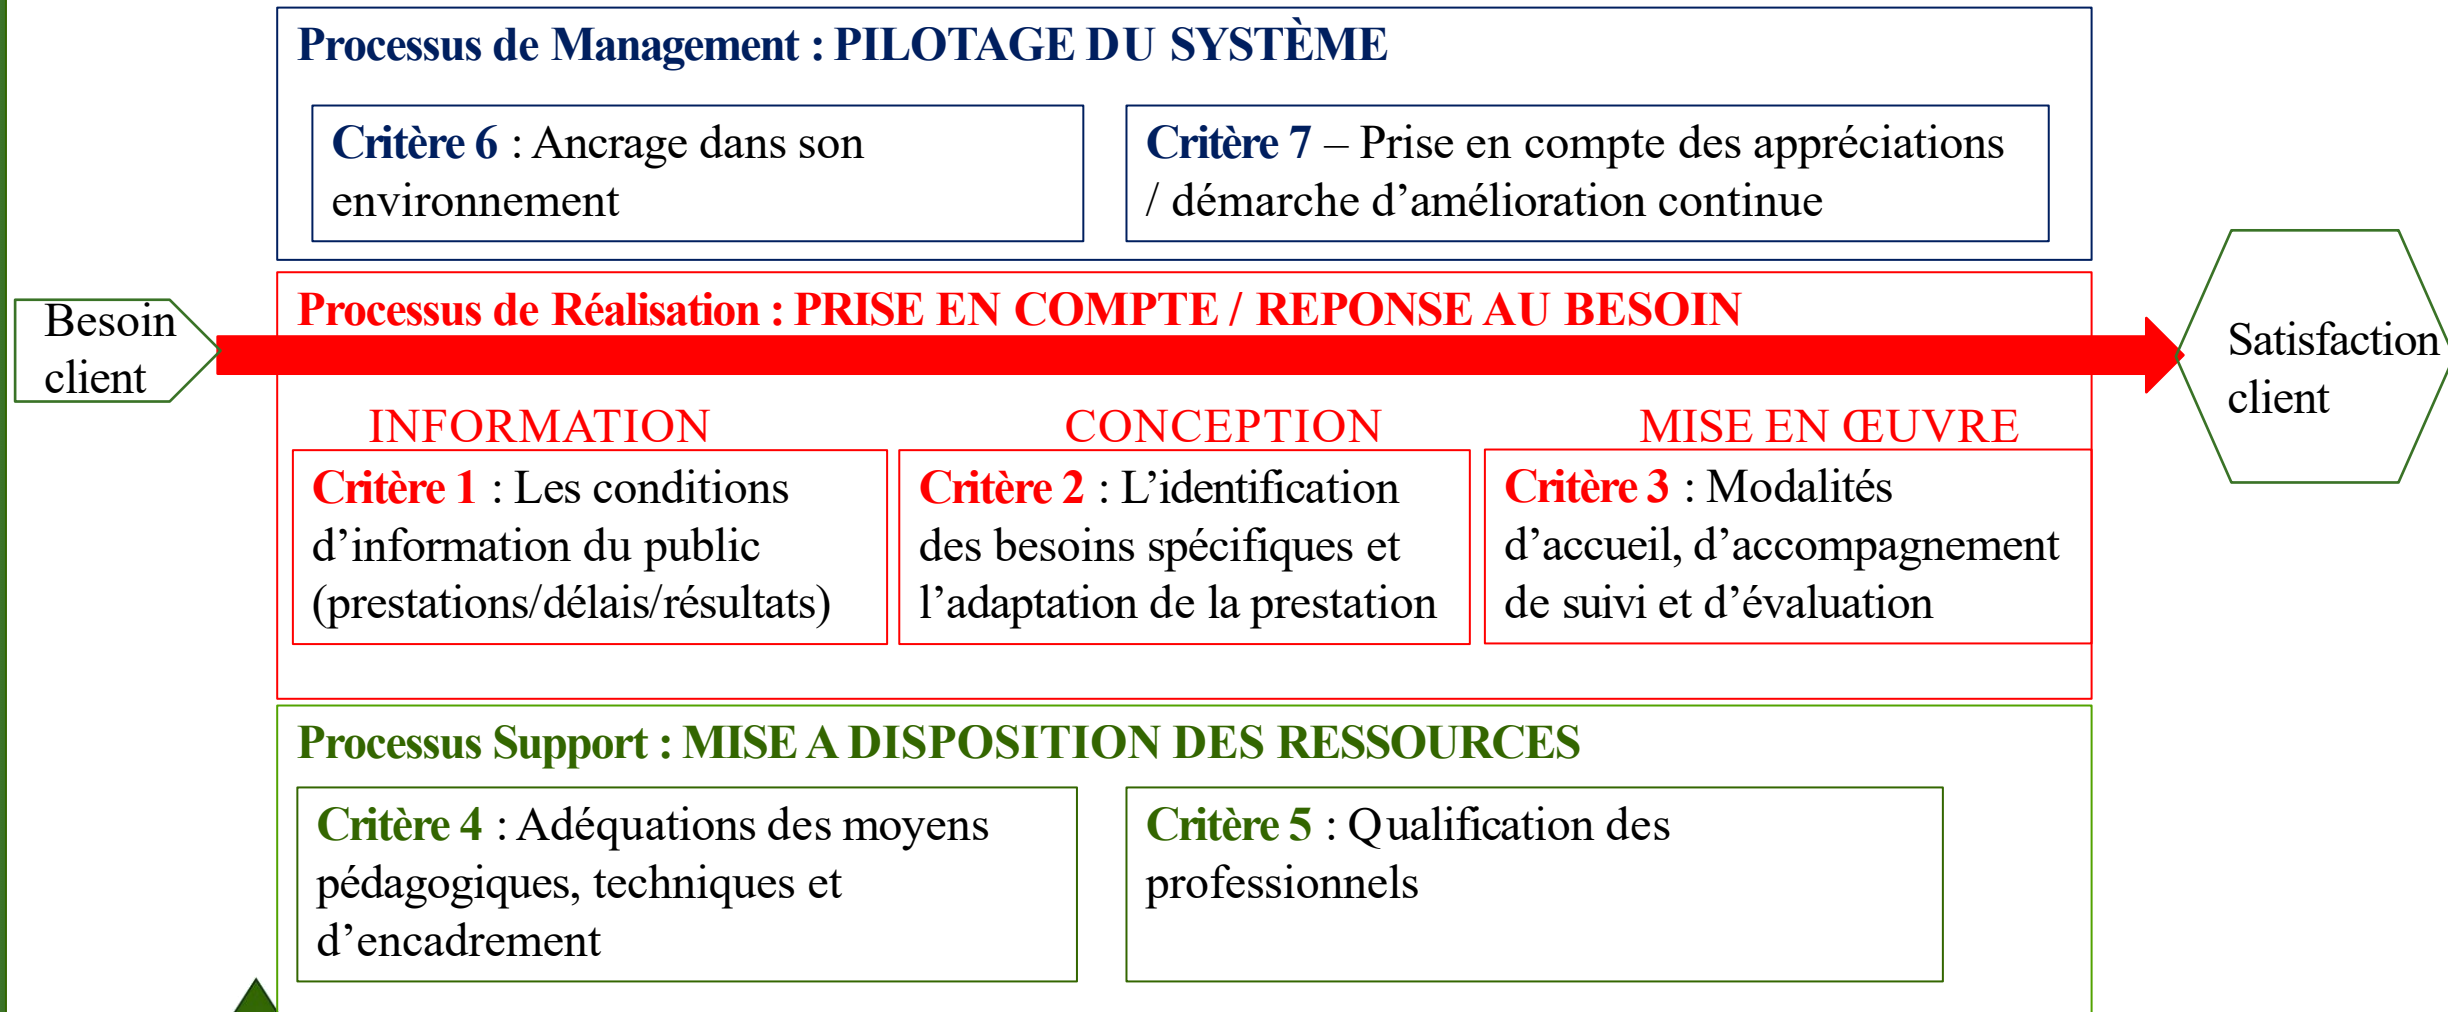 Processus de Management : PILOTAGE DU SYSTÈME
Critère 6 : Ancrage dans son
environnement
Critère 7 – Prise en compte des appréciations
/ démarche d’amélioration continue
Besoin
client
Processus de Réalisation : PRISE EN COMPTE / REPONSE AU BESOIN
Satisfaction
client
INFORMATION
Critère 1 : Les conditions
d’information du public
(prestations/délais/résultats)
CONCEPTION
Critère 2 : L’identification
des besoins spécifiques et
l’adaptation de la prestation
MISE EN ŒUVRE
Critère 3 : Modalités
d’accueil, d’accompagnement
de suivi et d’évaluation
Processus Support : MISE A DISPOSITION DES RESSOURCES
Critère 4 : Adéquations des moyens
pédagogiques, techniques et
d’encadrement
Critère 5 : Qualification des
professionnels